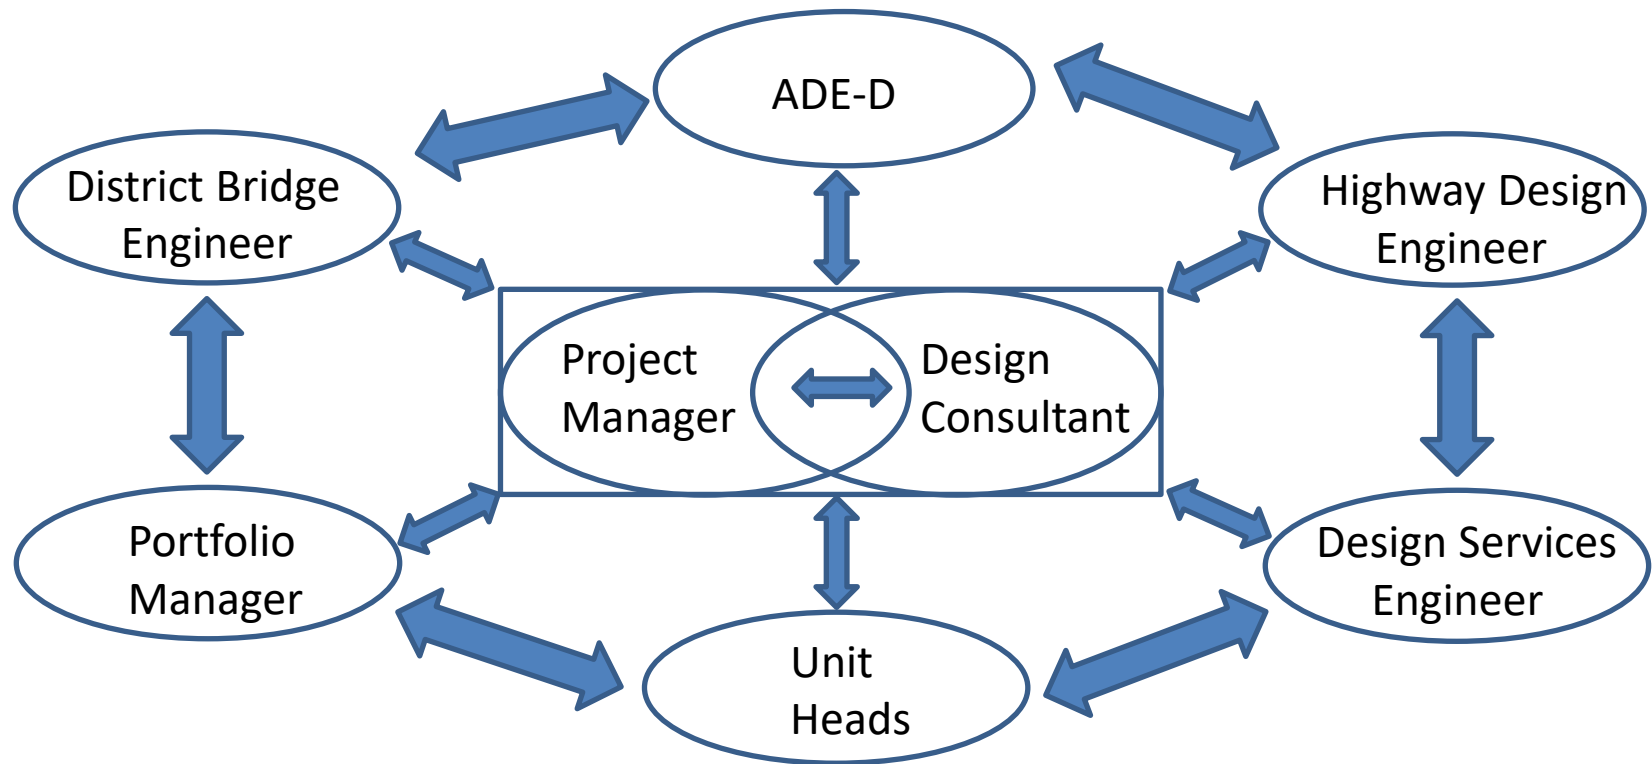 ADE-D
District Bridge
Engineer
Highway Design
Engineer
Project
Manager
Design
Consultant
Portfolio
Manager
Design Services
Engineer
Unit
Heads